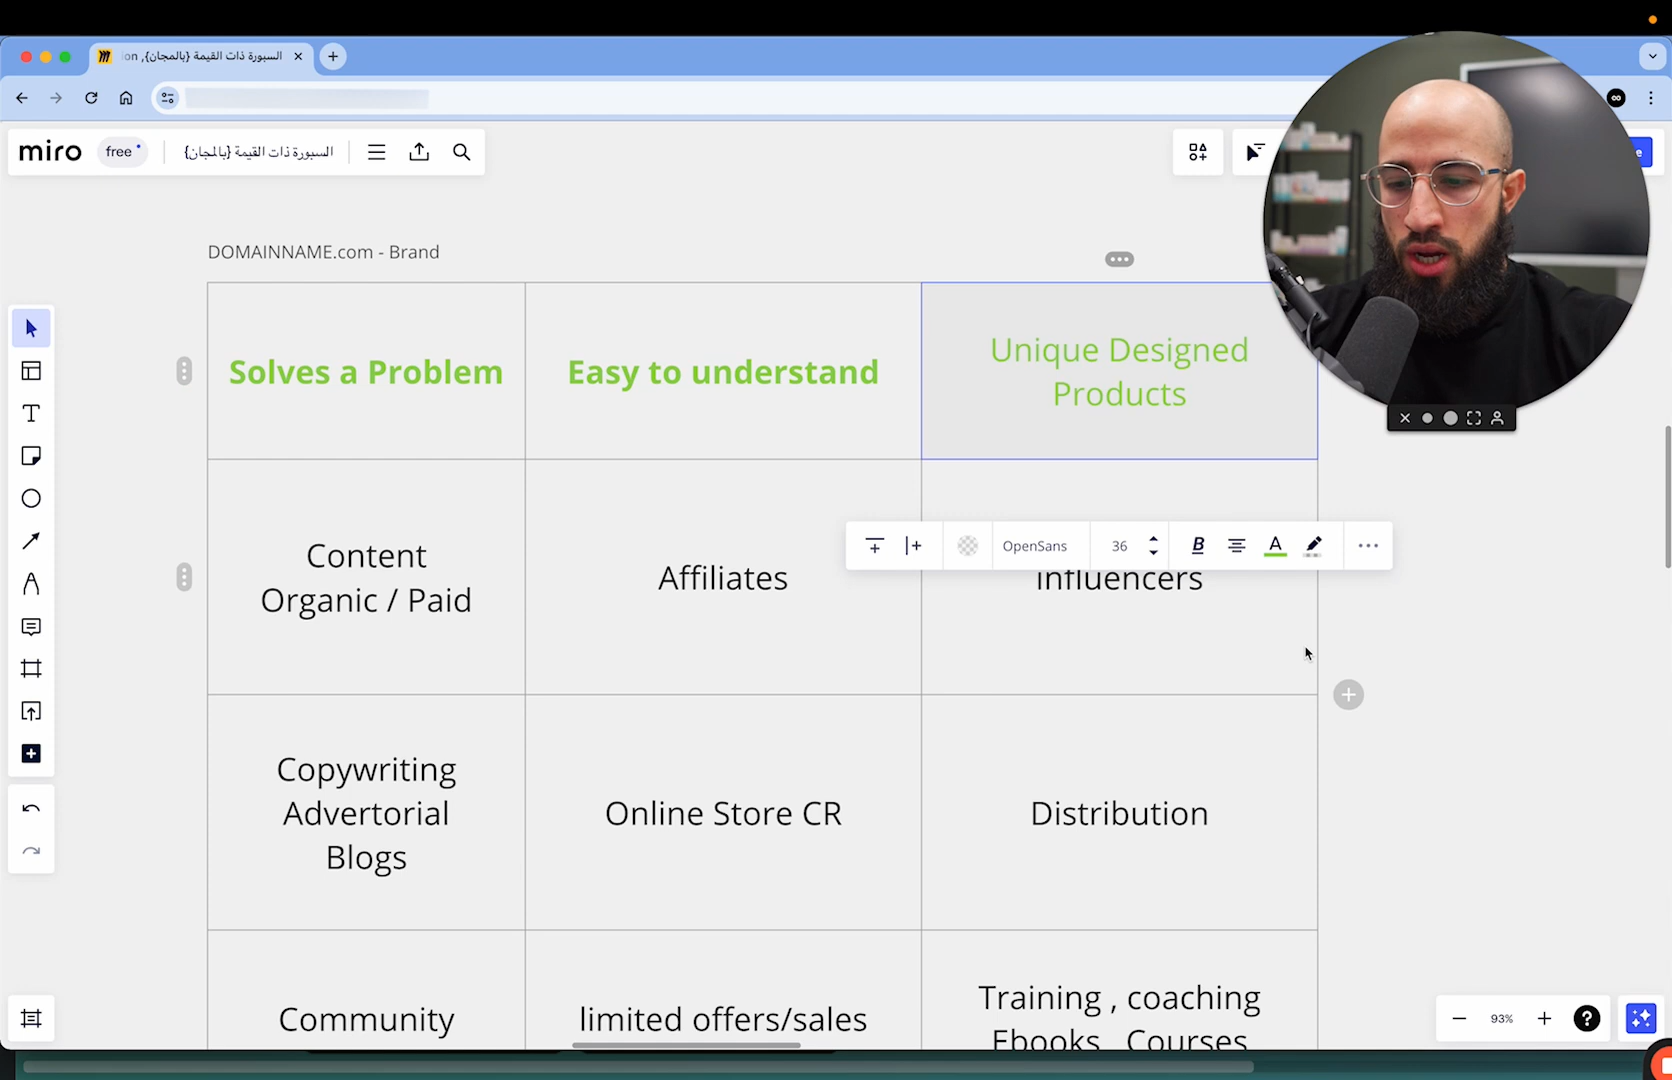 السبورة ذات القيمة {بالمجان}, ion
miro
free
السبورة ذات القيمة {بالمجان}
DOMAINNAME.com - Brand
Solves a Problem
Easy to understand
Unique Designed
Products
OpenSans
36
B
A
Content
Organic / Paid
Affiliates
influencers
Copywriting
Advertorial
Blogs
Online Store CR
Distribution
Community
limited offers/sales
Training , coaching
Ebooks , Courses
93%